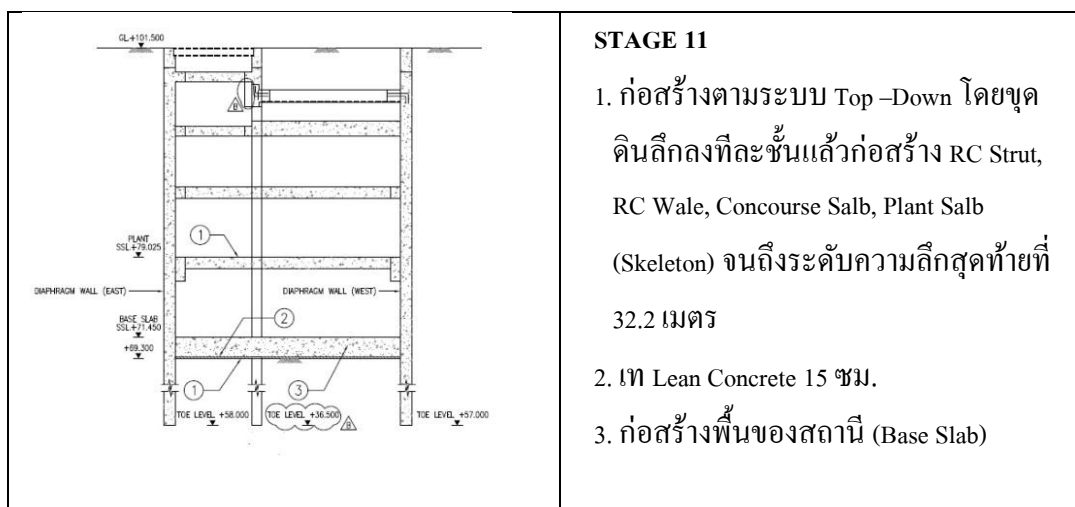 GL.+101.500
B
PLANT
SSL.+79.025
1
DIAPHRAGM WALL (EAST)
DIAPHRAGM WALL (WEST)
BASE SLAB
SSL.+71.450
2
+69.300
1
3
TOE LEVEL +58.000
TOE LEVEL +36.500
TOE LEVEL +57.000
B
STAGE 11
1. ก่อสร้างตามระบบ Top –Down โดยขุด
ดินลึกลงทีละชั้นแล้วก่อสร้าง RC Strut,
RC Wale, Concourse Salb, Plant Salb
(Skeleton) จนถึงระดับความลึกสุดท้ายที่
32.2 เมตร
2. เท Lean Concrete 15 ซม.
3. ก่อสร้างพื้นของสถานี (Base Slab)